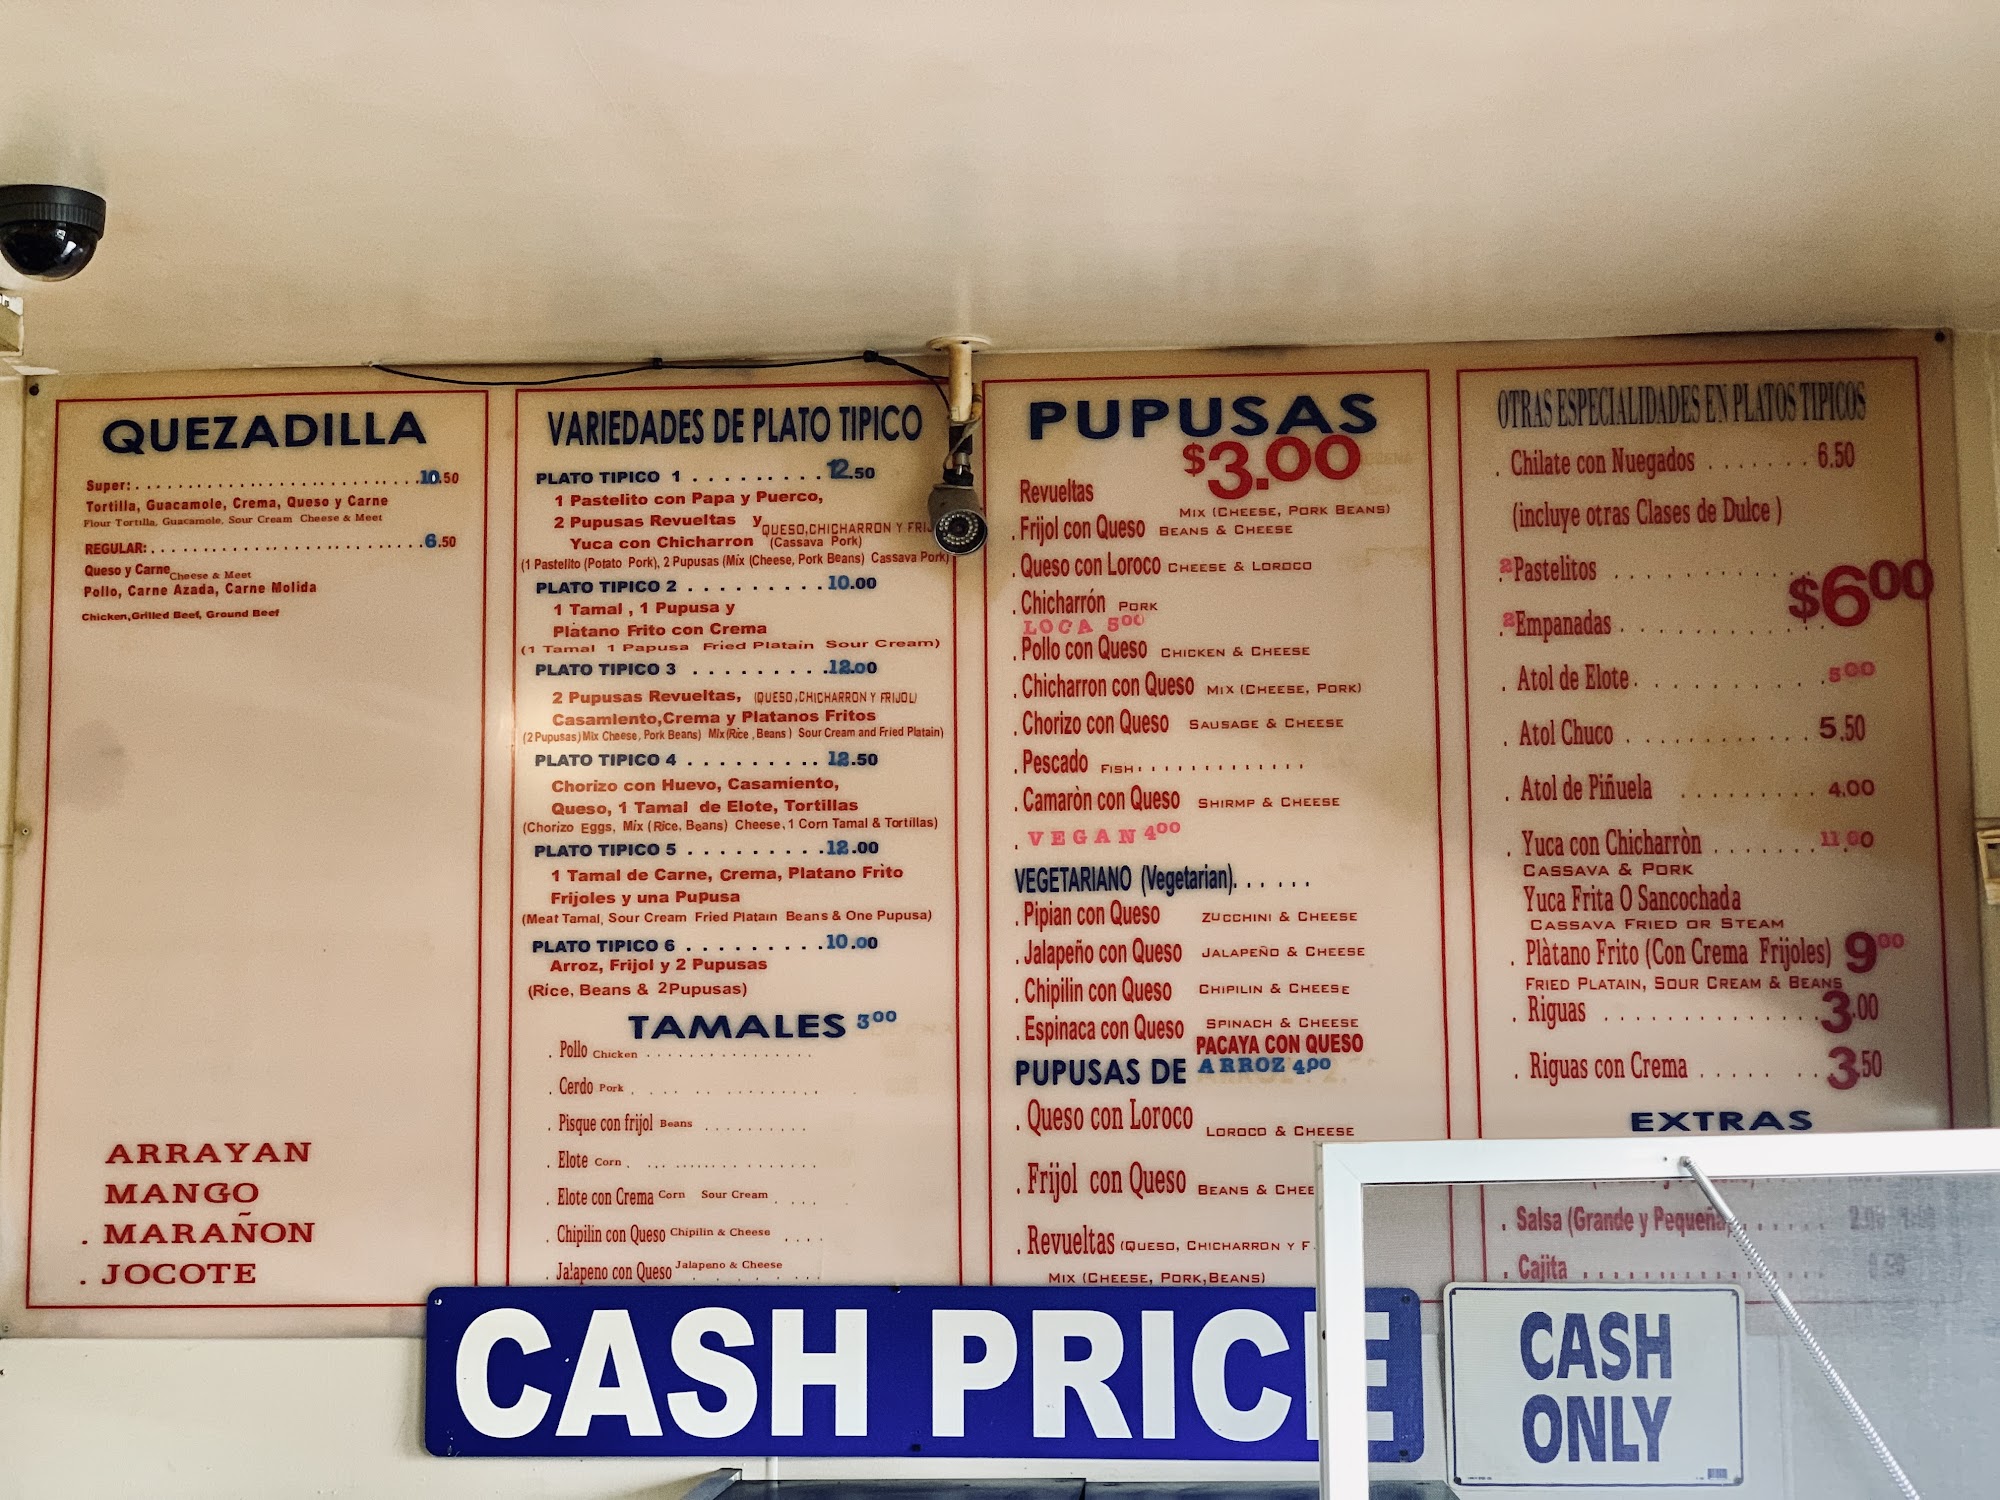 QUEZADILLA
Super: 10.50
Tortilla, Guacamole, Crema, Queso y Carne
Flour Tortilla, Guacamole, Sour Cream Cheese & Meet
REGULAR: 6.50
Queso y Carne Cheese & Meet
Pollo, Carne Azada, Carne Molida
Chicken,Grilled Beef, Ground Beef
ARRAYAN
MANGO
. MARAÑON
. JOCOTE
VARIEDADES DE PLATO TIPICO
PLATO TIPICO 1 . . . . . . . . . 12.50
1 Pastelito con Papa y Puerco,
2 Pupusas Revueltas y QUESO,CHICHARRON Y
Yuca con Chicharron (Cassava Pork)
(1 Pastelito (Potato Pork), 2 Pupusas (Mix (Cheese, Pork Beans) Cassava Pork)
PLATO TIPICO 2 . . . . . . . . . 10.00
1 Tamal , 1 Pupusa y
Platano Frito con Crema
(1 Tamal 1 Papusa Fried Platain Sour Cream)
PLATO TIPICO 3 . . . . . . . . . 12.00
2 Pupusas Revueltas, (QUESO,CHICHARRON Y FRIJOL)
Casamiento,Crema y Platanos Fritos
(2 Pupusas)Mix Cheese, Pork Beans) Mix(Rice, Beans ) Sour Cream and Fried Platain)
PLATO TIPICO 4 . . . . . . . . . 12.50
Chorizo con Huevo, Casamiento,
Queso, 1 Tamal de Elote, Tortillas
(Chorizo Eggs, Mix (Rice, Beans) Cheese, 1 Corn Tamal & Tortillas)
PLATO TIPICO 5 . . . . . . . . . 12.00
1 Tamal de Carne, Crema, Platano Frito
Frijoles y una Pupusa
(Meat Tamal, Sour Cream Fried Platain Beans & One Pupusa)
PLATO TIPICO 6 . . . . . . . . . 10.00
Arroz, Frijol y 2 Pupusas
(Rice, Beans & 2 Pupusas)
TAMALES 3 00
. Pollo Chicken
. Cerdo Pork
. Pisque con frijol Beans
. Elote Corn
. Elote con Crema Corn Sour Cream
. Chipilin con Queso Chipilin & Cheese
. Jalapeno con Queso Jalapeno & Cheese
PUPUSAS
$3.00
Revueltas MIX (CHEESE, PORK BEANS)
. Frijol con Queso BEANS & CHEESE
. Queso con Loroco CHEESE & LOROCO
. Chicharrón PORK
LOCA 5 00
. Pollo con Queso CHICKEN & CHEESE
. Chicharron con Queso MIX (CHEESE, PORK)
. Chorizo con Queso SAUSAGE & CHEESE
. Pescado FISH
. Camaròn con Queso SHIRMP & CHEESE
. VEGAN 4 00
VEGETARIANO (Vegetarian). . . . . .
. Pipian con Queso ZUCCHINI & CHEESE
. Jalapeño con Queso JALAPEÑO & CHEESE
. Chipilin con Queso CHIPILIN & CHEESE
. Espinaca con Queso SPINACH & CHEESE
PACAYA CON QUESO
PUPUSAS DE ARROZ 4.00
. Queso con Loroco LOROCO & CHEESE
. Frijol con Queso BEANS &
. Revueltas (QUESO, CHICHARRON Y
MIX (CHEESE, PORK,BEANS)
OTRAS ESPECIALIDADES EN PLATOS TIPICOS
. Chilate con Nuegados . . . . . . . 6.50
(incluye otras Clases de Dulce )
2 Pastelitos
$6 00
2 Empanadas
. Atol de Elote 5 00
. Atol Chuco 5.50
. Atol de Piñuela 4.00
. Yuca con Chicharròn 11.00
CASSAVA & PORK
Yuca Frita O Sancochada
CASSAVA FRIED OR STEAM
. Plàtano Frito (Con Crema Frijoles) 9 00
FRIED PLATAIN, SOUR CREAM & BEANS
. Riguas 3.00
. Riguas con Crema 3.50
EXTRAS
. Salsa (Grande y Pequeña)
. Cajita
CASH PRICE
CASH
ONLY